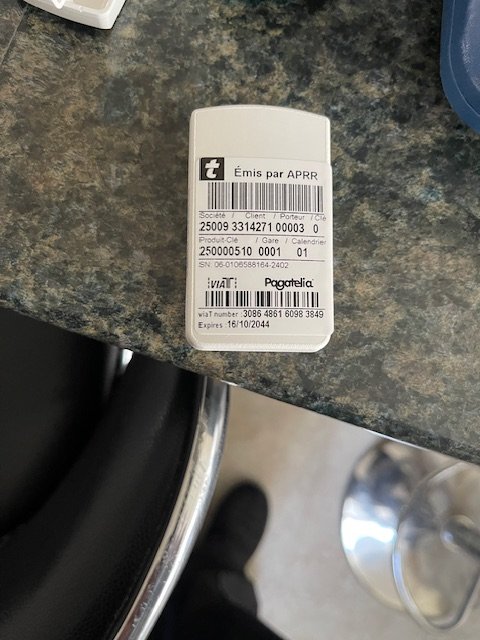 t Émis par APRR
Société / Client / Porteur / Clé
25009 3314271 00003 0
Produit-Clé / Gare / Calendrier
250000510 0001 01
SN: 06-0106588164-2402
VIAT Pagatelia
viaT number : 3086 4861 6098 3849
Expires : 16/10/2044